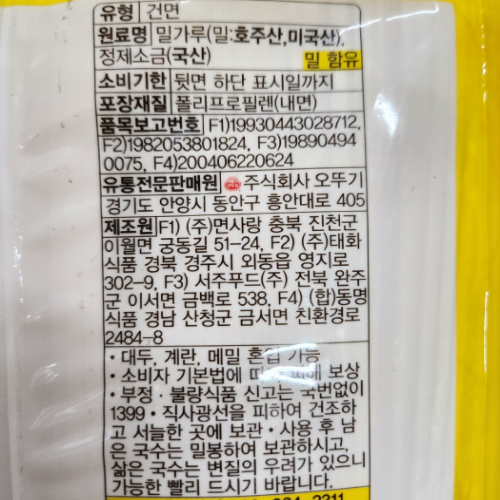 유형 건면
원료명 밀가루(밀:호주산,미국산),
정제소금(국산) 밀 함유
소비기한 뒷면 하단 표시일까지
포장재질 폴리프로필렌(내면)
품목보고번호 F1)19930443028712,
F2)1982053801824, F3)198904940
0075, F4)200406220624
유통전문판매원 주식회사 오뚜기
경기도 안양시 동안구 흥안대로 405
제조원 F1) (주)면사랑 충북 진천군
이월면 궁동길 51-24, F2) (주)태화
식품 경북 경주시 외동읍 영지로
302-9, F3) 서주푸드(주) 전북 완주
군 이서면 금백로 538, F4) (합)동명
식품 경남 산청군 금서면 친환경로
2484-8
· 대두, 계란, 메밀 혼입 가능
· 소비자 기본법에 보상
· 부정 · 불량식품 신고는 국번없이
1399 · 직사광선을 피하여 건조하
고 서늘한 곳에 보관 · 사용 후 남
은 국수는 밀봉하여 보관하시고,
삶은 국수는 변질의 우려가 있으니
가능한 빨리 드시기 바랍니다.